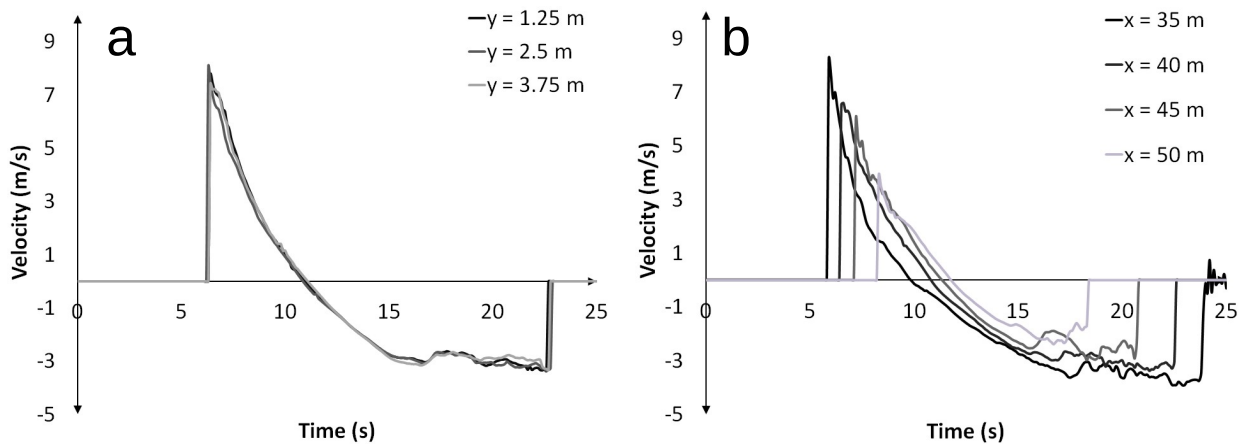 a
y = 1.25 m
y = 2.5 m
y = 3.75 m
9
7
5
3
1
-1
-3
-5
0
5
10
15
20
25
Velocity (m/s)
Time (s)
b
x = 35 m
x = 40 m
x = 45 m
x = 50 m
9
7
5
3
1
-1
-3
-5
0
5
10
15
20
25
Velocity (m/s)
Time (s)